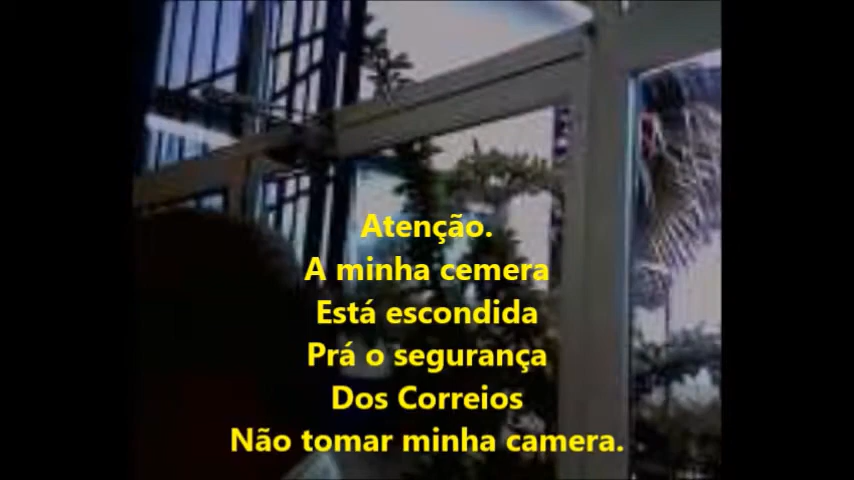 Atenção.
A minha cemera
Está escondida
Prá o segurança
Dos Correios
Não tomar minha camera.